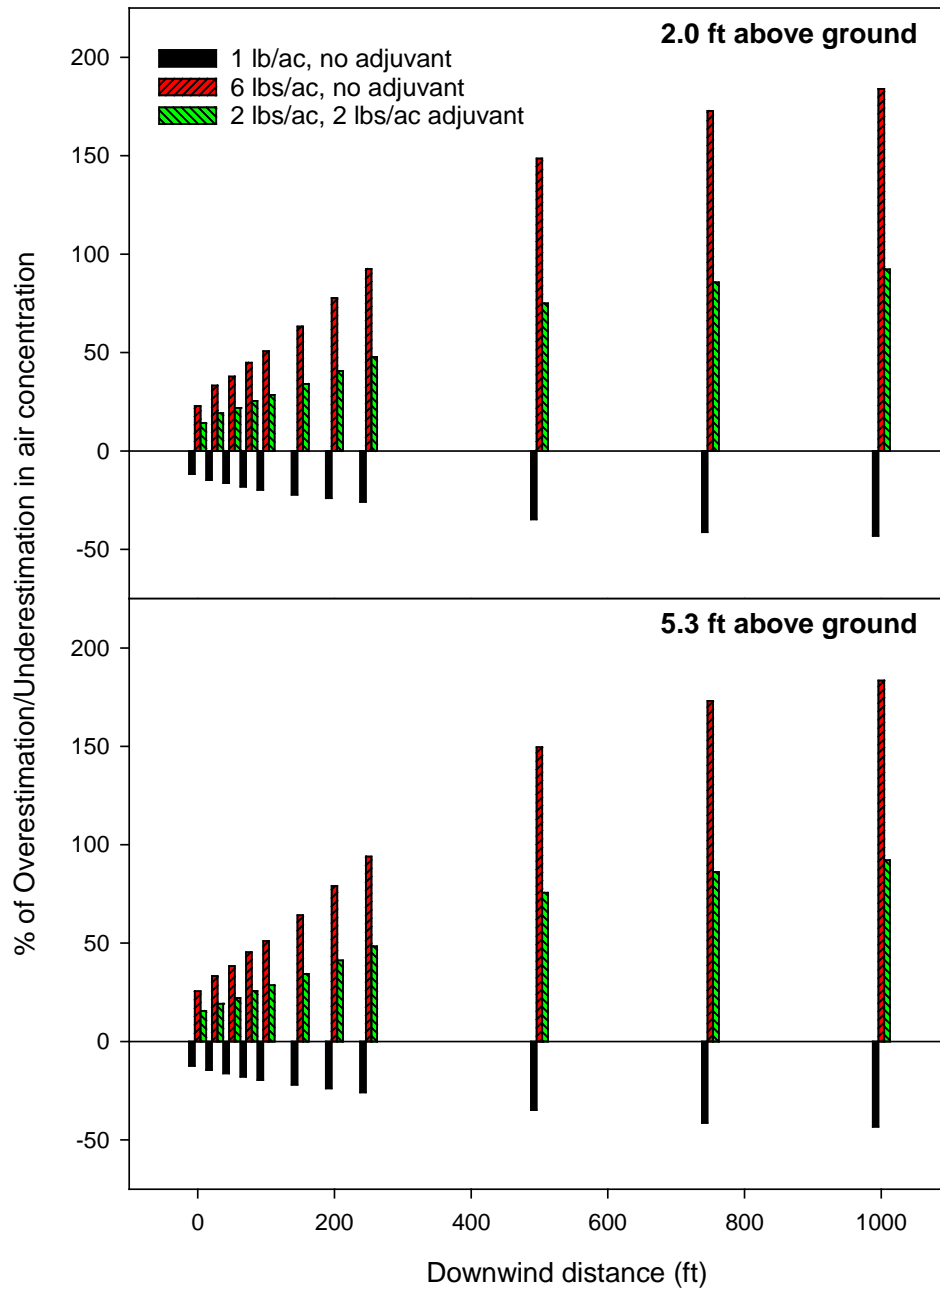 2.0 ft above ground
200
1 lb/ac, no adjuvant
6 lbs/ac, no adjuvant
2 lbs/ac, 2 lbs/ac adjuvant
150
100
50
0
-50
% of Overestimation/Underestimation in air concentration
5.3 ft above ground
200
150
100
50
0
-50
0 200 400 600 800 1000
Downwind distance (ft)